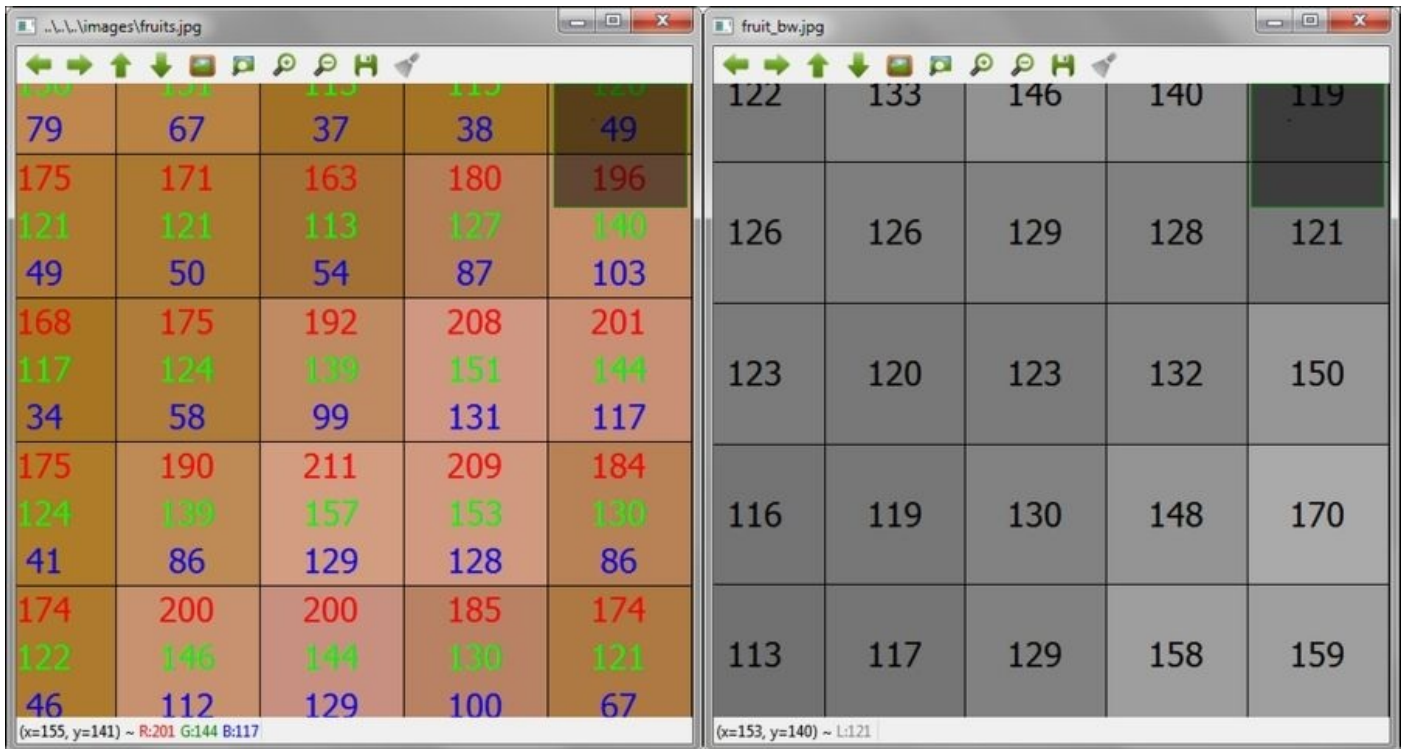 ..\..\..\images\fruits.jpg
79 67 37 38 49
175 171 163 180 196
121 121 113 127 140
49 50 54 87 103
168 175 192 208 201
117 124 139 151 144
34 58 99 131 117
175 190 211 209 184
124 139 157 153 130
41 86 129 128 86
174 200 200 185 174
122 146 144 130 121
46 112 129 100 67
(x=155, y=141) ~ R:201 G:144 B:117
fruit_bw.jpg
122 133 146 140 119
126 126 129 128 121
123 120 123 132 150
116 119 130 148 170
113 117 129 158 159
(x=153, y=140) ~ L:121